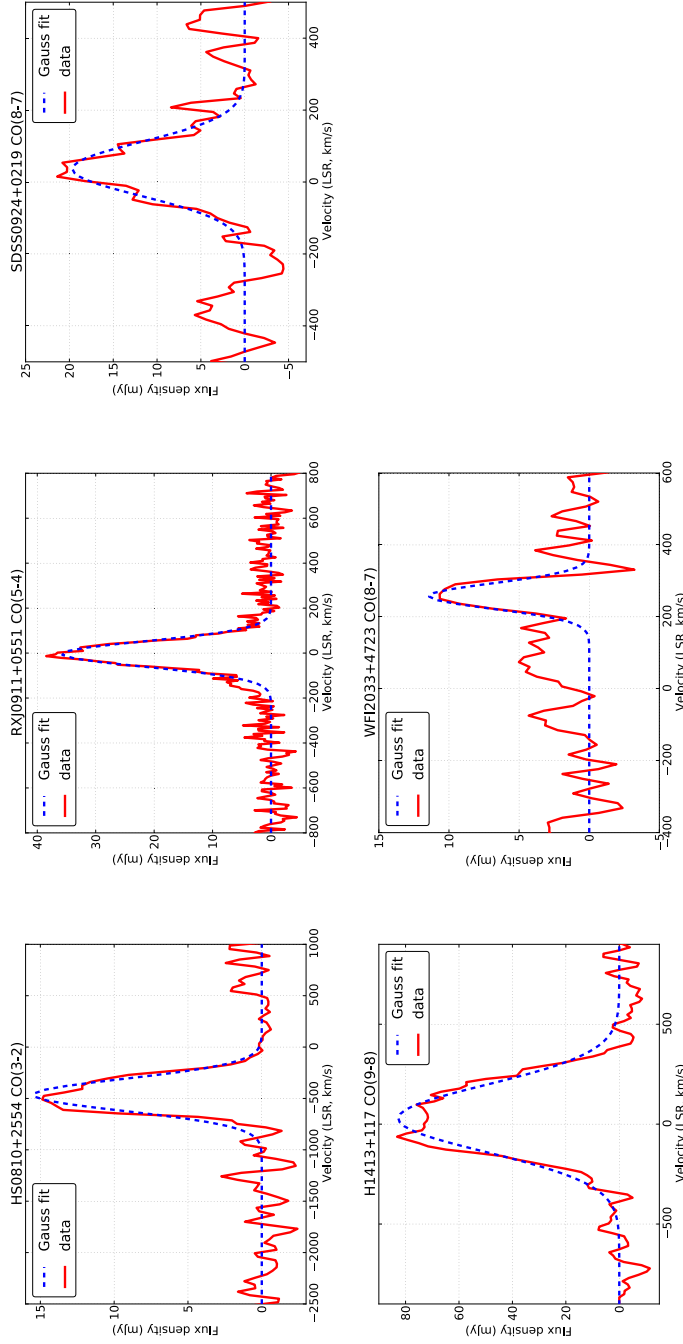 HS0810+2554 CO(3-2)
Gauss fit
data
15
10
5
0
Flux density (mJy)
−2500 −2000 −1500 −1000 −500 0 500 1000
Velocity (LSR, km/s)
RXJ0911+0551 CO(5-4)
Gauss fit
data
40
30
20
10
0
Flux density (mJy)
−800 −600 −400 −200 0 200 400 600 800
Velocity (LSR, km/s)
SDSS0924+0219 CO(8-7)
Gauss fit
data
25
20
15
10
5
0
−5
Flux density (mJy)
−400 −200 0 200 400
Velocity (LSR, km/s)
H1413+117 CO(9-8)
Gauss fit
data
80
60
40
20
0
Flux density (mJy)
−500 0 500
Velocity (LSR, km/s)
WFI2033+4723 CO(8-7)
Gauss fit
data
15
10
5
0
−5
Flux density (mJy)
−400 −200 0 200 400 600
Velocity (LSR, km/s)